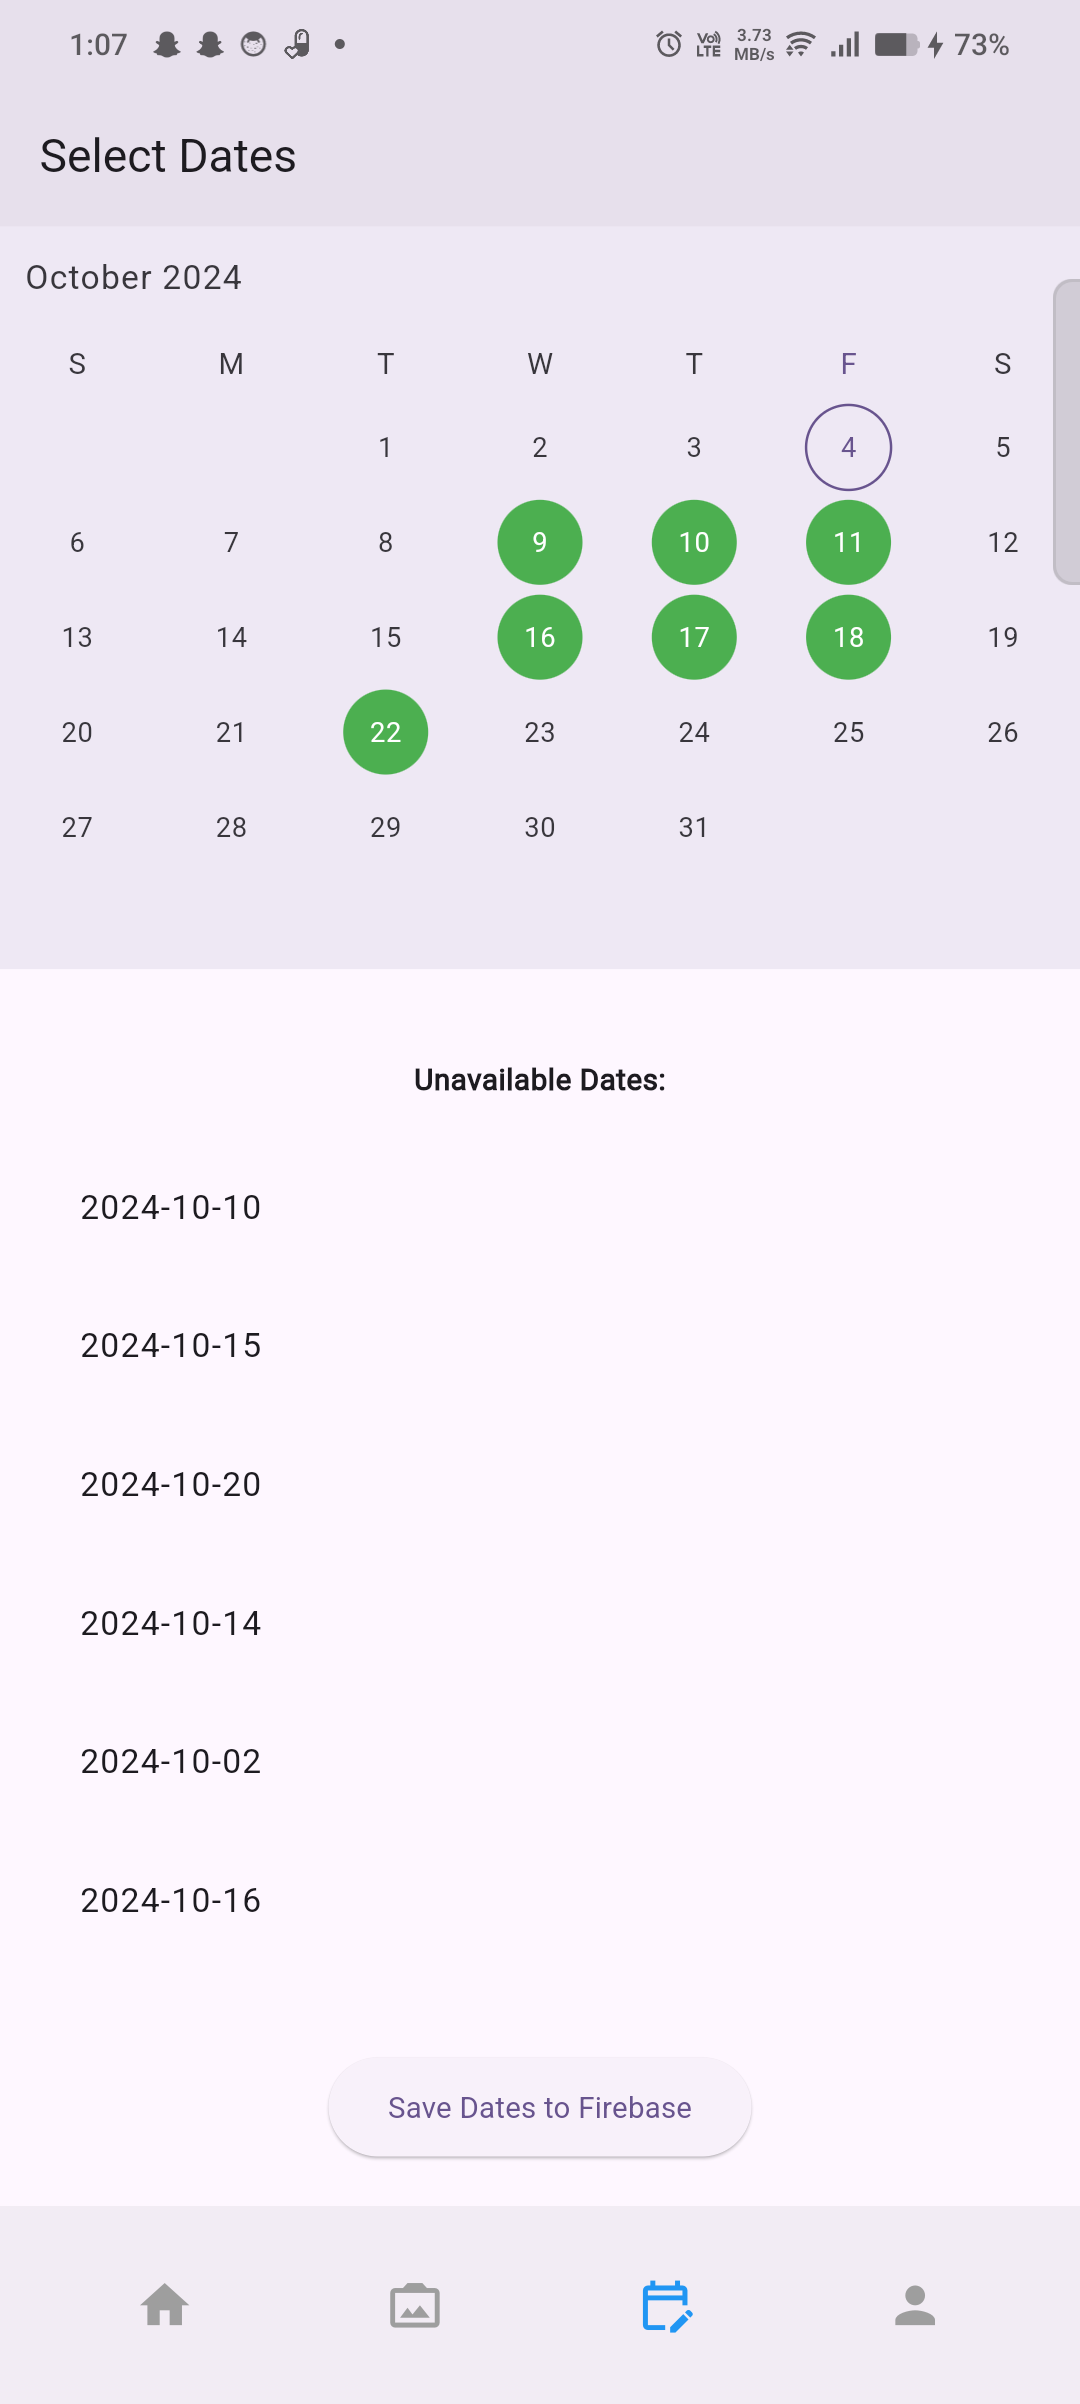 1:07 VoLTE 3.73 MB/s 73%
Select Dates
October 2024
S M T W T F S
1 2 3 4 5
6 7 8 9 10 11 12
13 14 15 16 17 18 19
20 21 22 23 24 25 26
27 28 29 30 31
Unavailable Dates:
2024-10-10
2024-10-15
2024-10-20
2024-10-14
2024-10-02
2024-10-16
Save Dates to Firebase